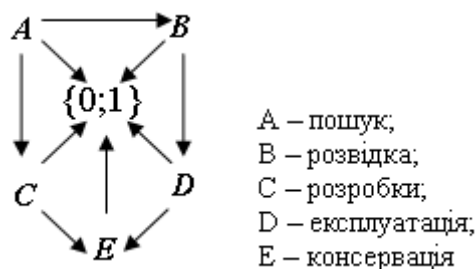 A B
{0;1}
C D
E
A – пошук;
B – розвідка;
C – розробки;
D – експлуатація;
E – консервація